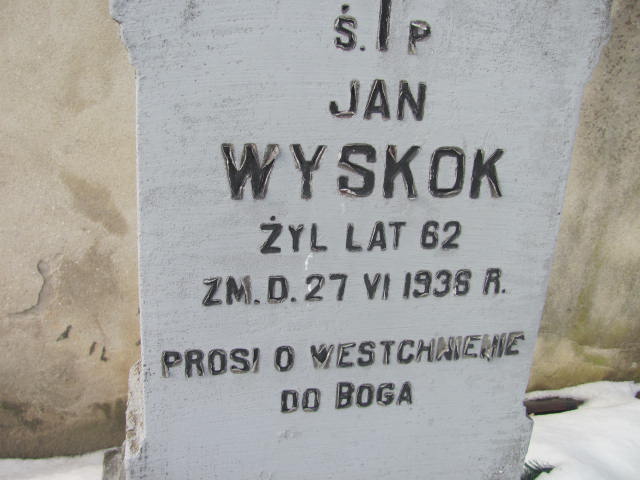 Ś. P
JAN
WYSKOK
ŻYŁ LAT 62
ZM. D. 27 VI 1936 R.
PROSI O WESTCHNIENIE
DO BOGA